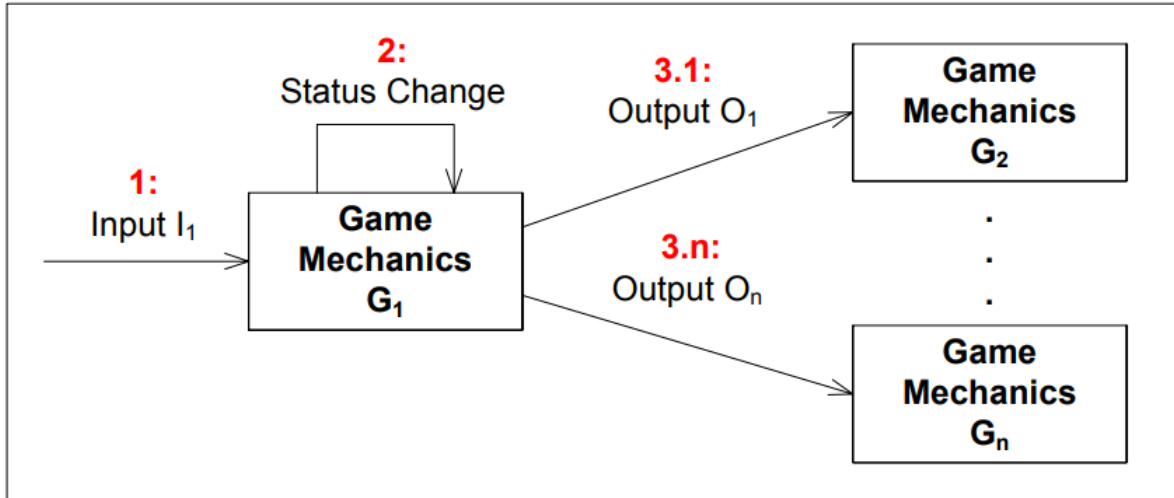 2:
Status Change
1:
Input I₁
Game
Mechanics
G₁
3.1:
Output O₁
3.n:
Output Oₙ
Game
Mechanics
G₂
.
.
.
Game
Mechanics
Gₙ